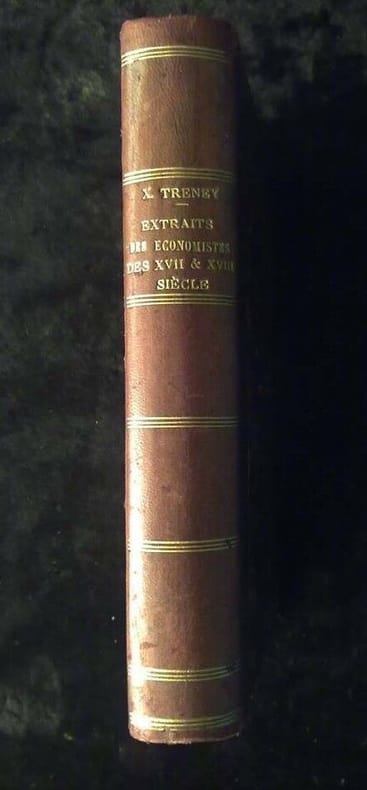 X. TRENEY
EXTRAITS
DES ECONOMISTES
DES XVII & XVIII
SIÈCLE